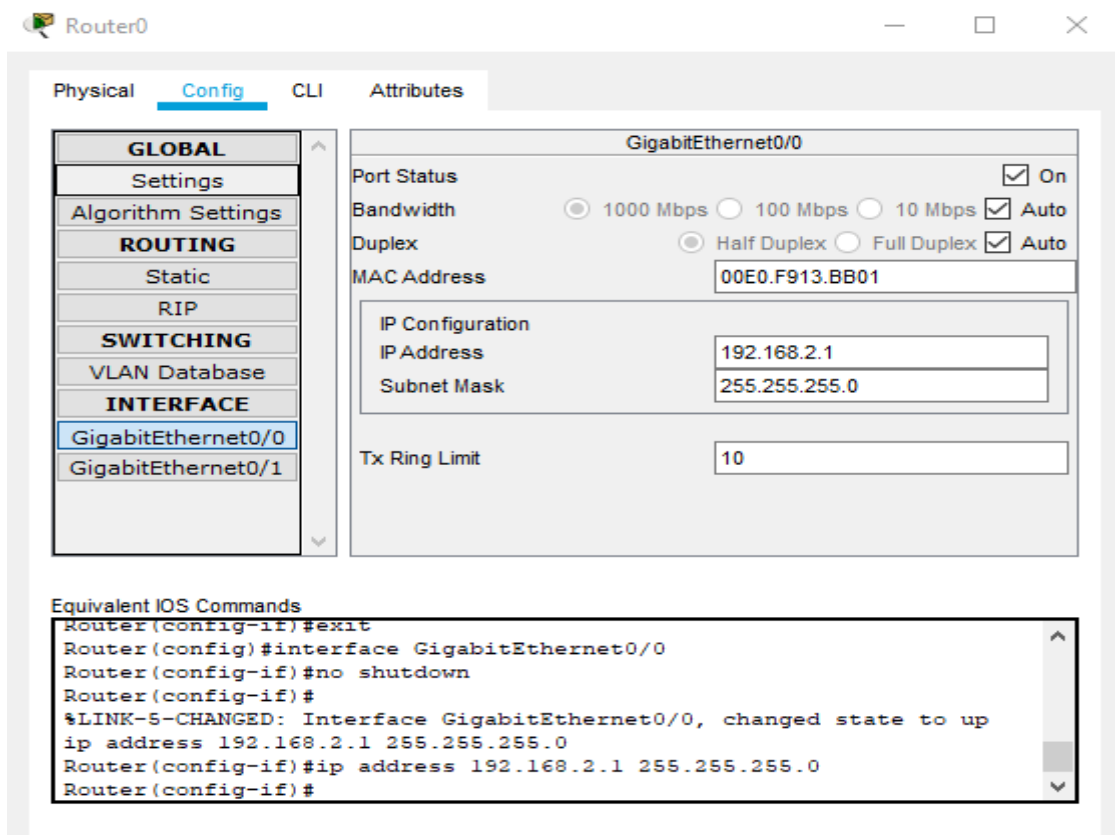 Router0
Physical Config CLI Attributes
GLOBAL
Settings
Algorithm Settings
ROUTING
Static
RIP
SWITCHING
VLAN Database
INTERFACE
GigabitEthernet0/0
GigabitEthernet0/1
GigabitEthernet0/0
Port Status On
Bandwidth 1000 Mbps 100 Mbps 10 Mbps Auto
Duplex Half Duplex Full Duplex Auto
MAC Address 00E0.F913.BB01
IP Configuration
IP Address 192.168.2.1
Subnet Mask 255.255.255.0
Tx Ring Limit 10
Equivalent IOS Commands
Router(config-if)#exit
Router(config)#interface GigabitEthernet0/0
Router(config-if)#no shutdown
Router(config-if)#
%LINK-5-CHANGED: Interface GigabitEthernet0/0, changed state to up
ip address 192.168.2.1 255.255.255.0
Router(config-if)#ip address 192.168.2.1 255.255.255.0
Router(config-if)#